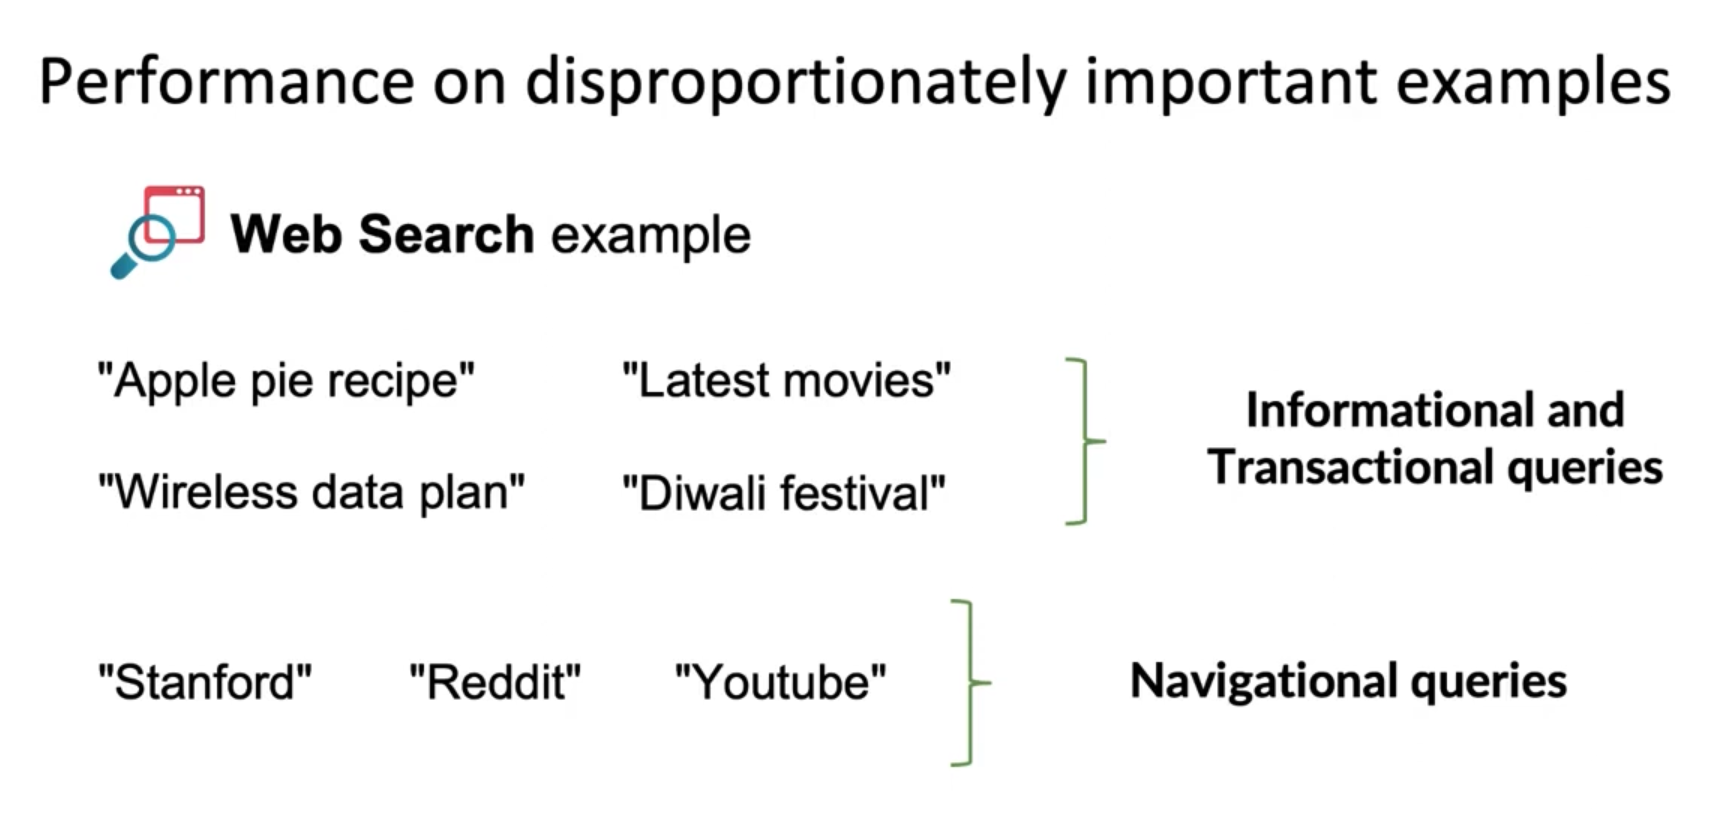 Performance on disproportionately important examples
Web Search example
"Apple pie recipe" "Latest movies"
"Wireless data plan" "Diwali festival"
Informational and
Transactional queries
"Stanford" "Reddit" "Youtube"
Navigational queries